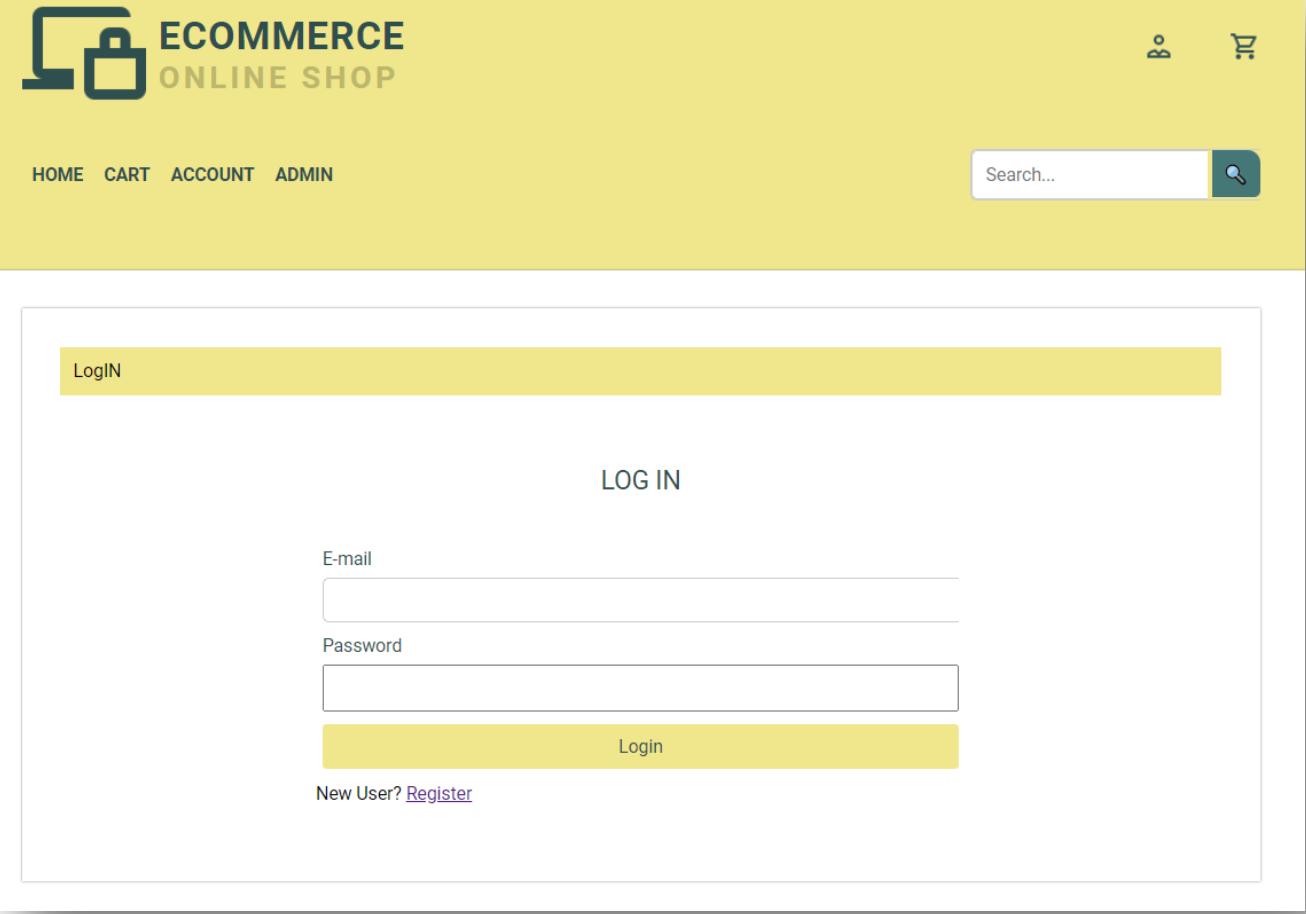 ECOMMERCE
ONLINE SHOP
HOME CART ACCOUNT ADMIN
Search...
LogIN
LOG IN
E-mail
Password
Login
New User? Register